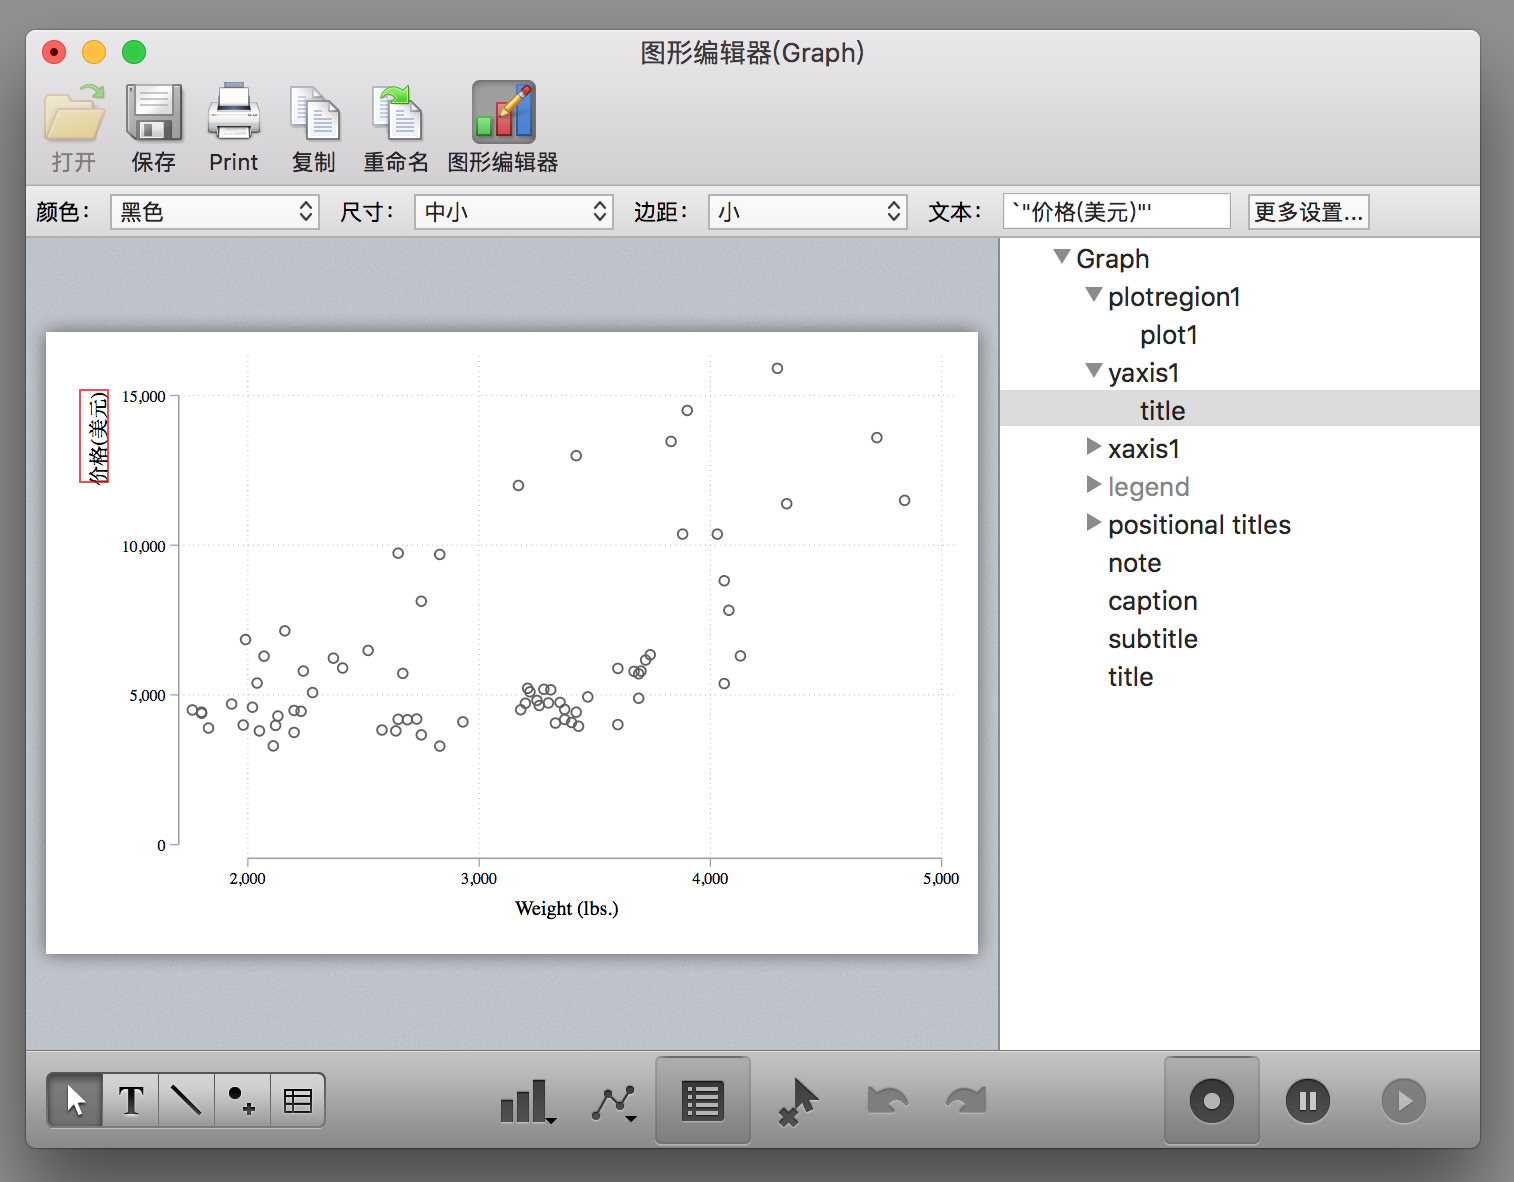 图形编辑器(Graph)
打开 保存 Print 复制 重命名 图形编辑器
颜色： 黑色 尺寸： 中小 边距： 小 文本： `"价格(美元)"' 更多设置...
Graph
plotregion1
plot1
yaxis1
title
xaxis1
legend
positional titles
note
caption
subtitle
title
价格(美元)
15,000
10,000
5,000
0
2,000 3,000 4,000 5,000
Weight (lbs.)
T